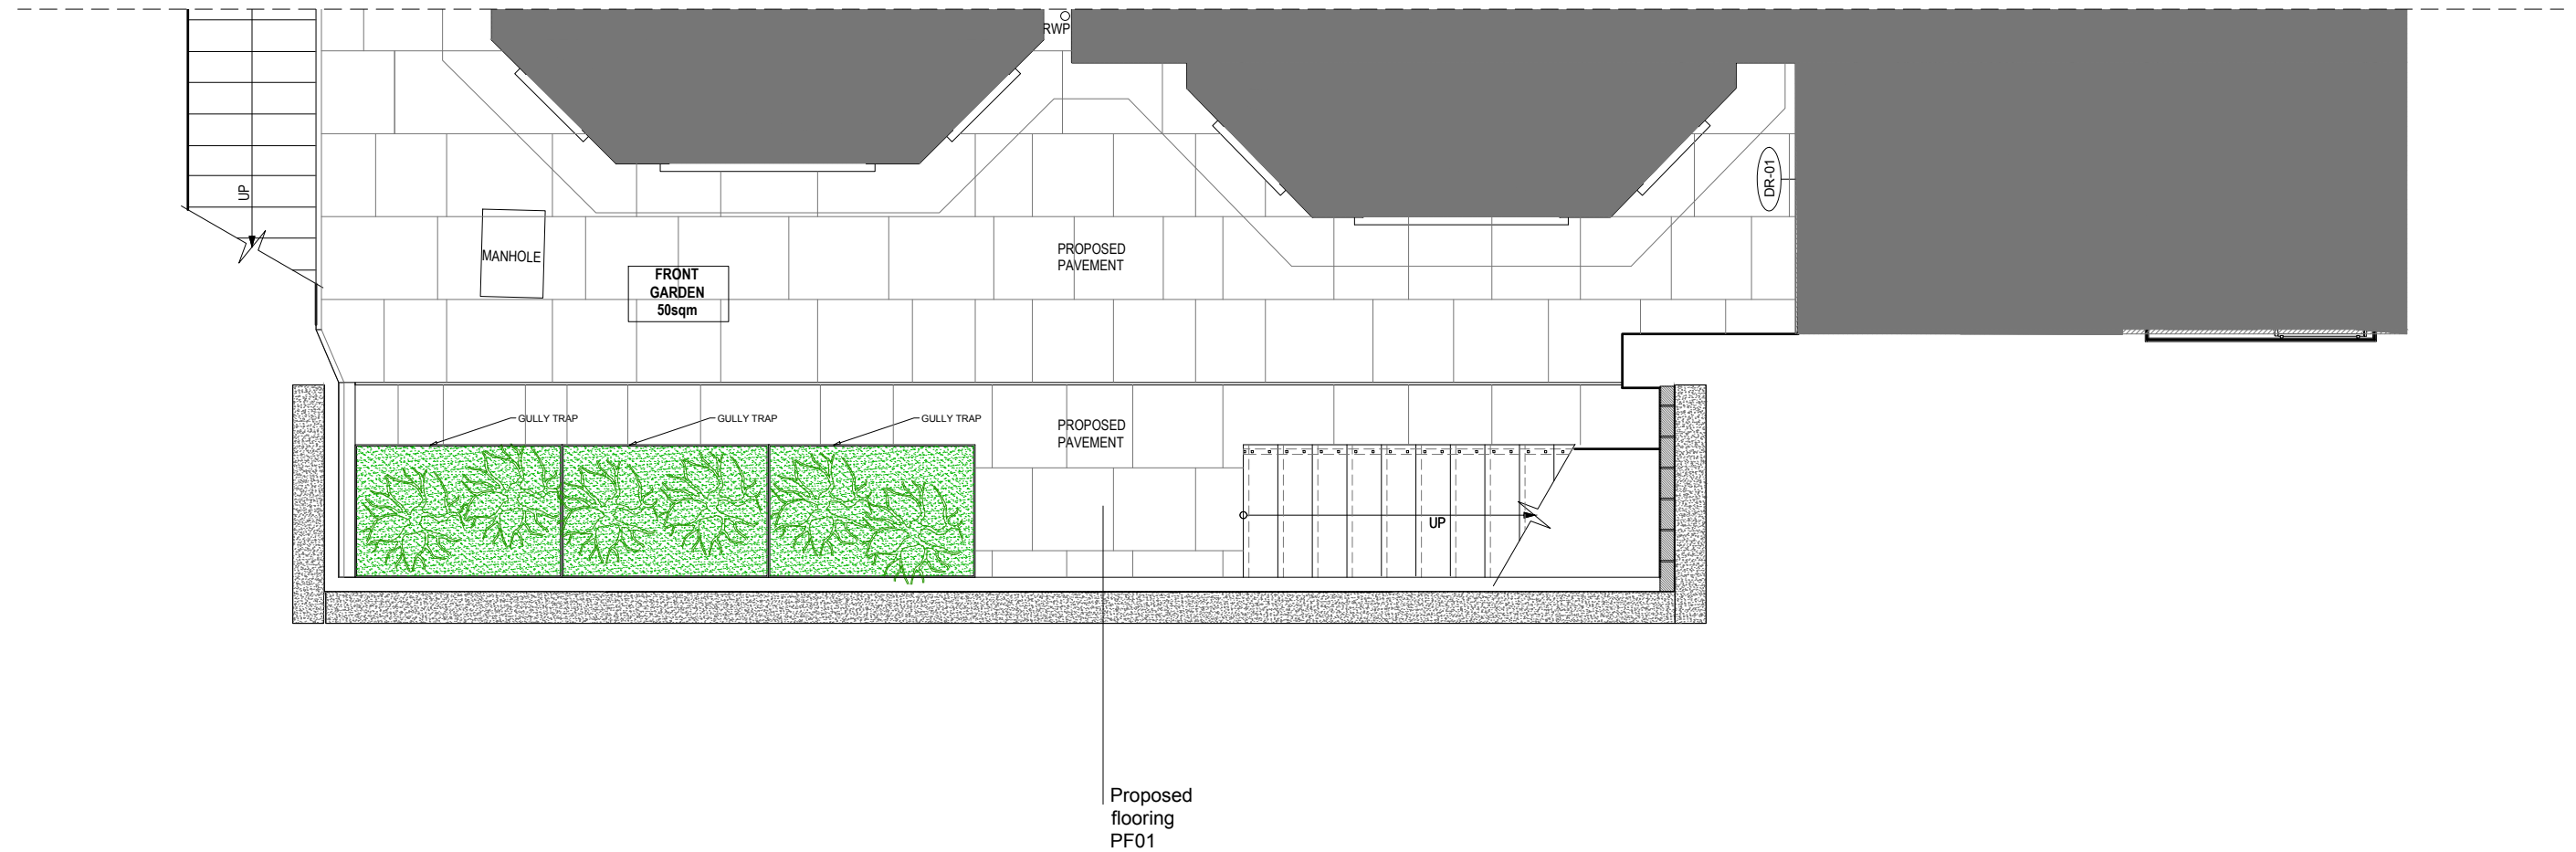 RWP
UP
DR-01
MANHOLE
PROPOSED
PAVEMENT
FRONT
GARDEN
50sqm
GULLY TRAP
GULLY TRAP
GULLY TRAP
PROPOSED
PAVEMENT
UP
Proposed
flooring
PF01